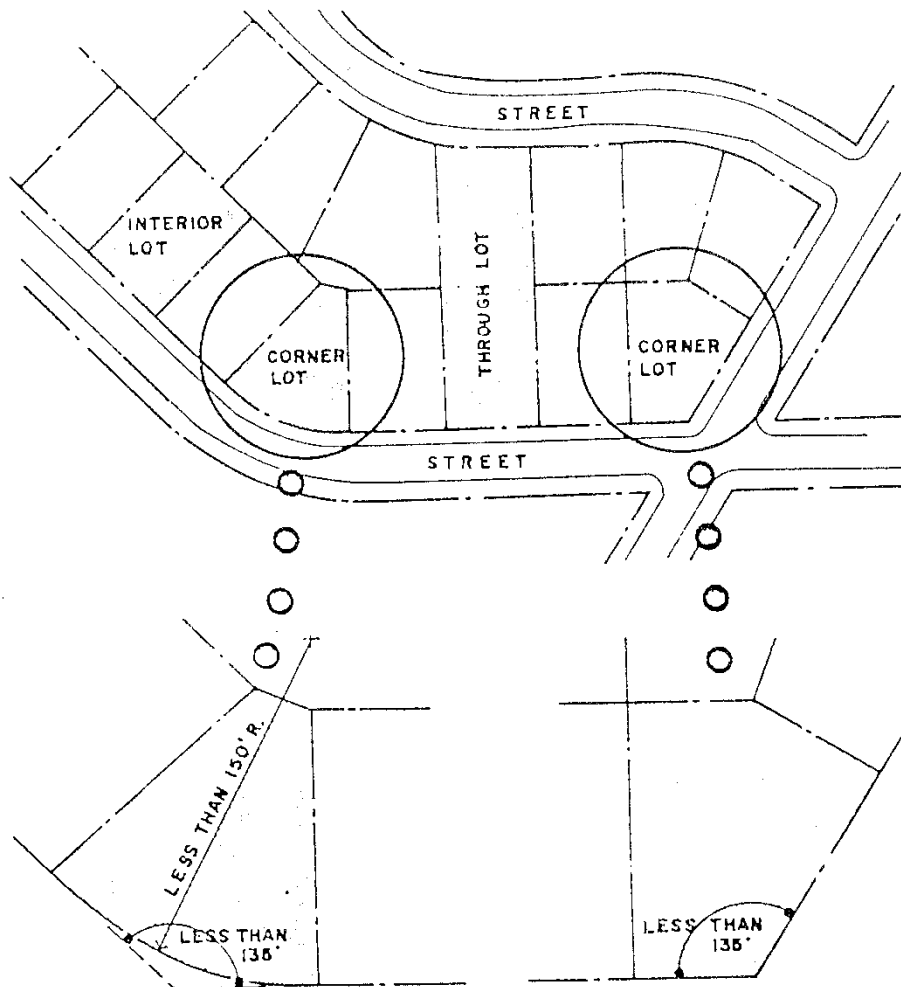 STREET
INTERIOR
LOT
THROUGH LOT
CORNER
LOT
CORNER
LOT
STREET
LESS THAN 150' R.
LESS THAN
135°
LESS THAN
135°